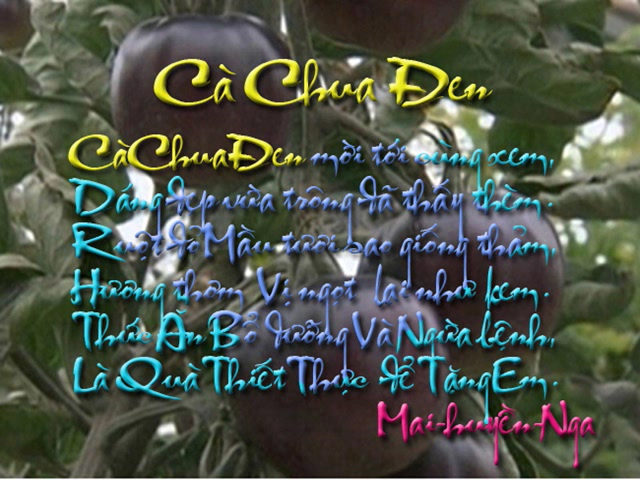 Cà Chua Đen
Cà Chua Đen mời tới cùng xem,
Dáng đẹp vừa trông đã thấy thèm.
Ruột đỏ Màu tươi bao giống thẳm,
Hương thơm Vị ngọt lại như kem.
Thức Ăn Bổ dưỡng Và Ngừa bệnh,
Là Quà Thiết Thực để Tặng Em.
Mai-huyền-Nga